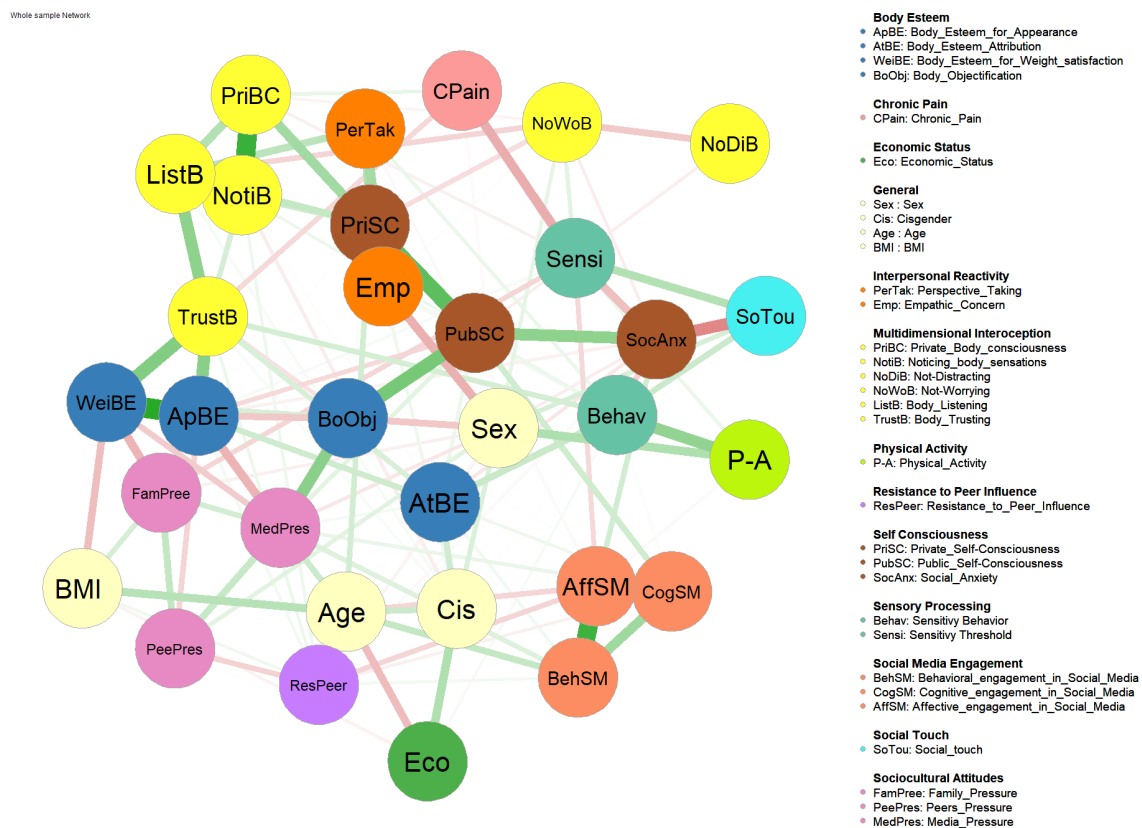 Whole sample Network
PriBC
CPain
PerTak
NoWoB
NoDiB
ListB
NotiB
PriSC
Sensi
Emp
TrustB
PubSC
SocAnx
SoTou
WeiBE
ApBE
BoObj
Sex
Behav
P-A
FamPree
MedPres
AtBE
BMI
Age
Cis
AffSM
CogSM
PeePres
ResPeer
BehSM
Eco
Body Esteem
ApBE: Body_Esteem_for_Appearance
AtBE: Body_Esteem_Attribution
WeiBE: Body_Esteem_for_Weight_satisfaction
BoObj: Body_Objectification
Chronic Pain
CPain: Chronic_Pain
Economic Status
Eco: Economic_Status
General
Sex : Sex
Cis: Cisgender
Age : Age
BMI : BMI
Interpersonal Reactivity
PerTak: Perspective_Taking
Emp: Empathic_Concern
Multidimensional Interoception
PriBC: Private_Body_consciousness
NotiB: Noticing_body_sensations
NoDiB: Not-Distracting
NoWoB: Not-Worrying
ListB: Body_Listening
TrustB: Body_Trusting
Physical Activity
P-A: Physical_Activity
Resistance to Peer Influence
ResPeer: Resistance_to_Peer_Influence
Self Consciousness
PriSC: Private_Self-Consciousness
PubSC: Public_Self-Consciousness
SocAnx: Social_Anxiety
Sensory Processing
Behav: Sensitivy Behavior
Sensi: Sensitivy Threshold
Social Media Engagement
BehSM: Behavioral_engagement_in_Social_Media
CogSM: Cognitive_engagement_in_Social_Media
AffSM: Affective_engagement_in_Social_Media
Social Touch
SoTou: Social_touch
Sociocultural Attitudes
FamPree: Family_Pressure
PeePres: Peers_Pressure
MedPres: Media_Pressure